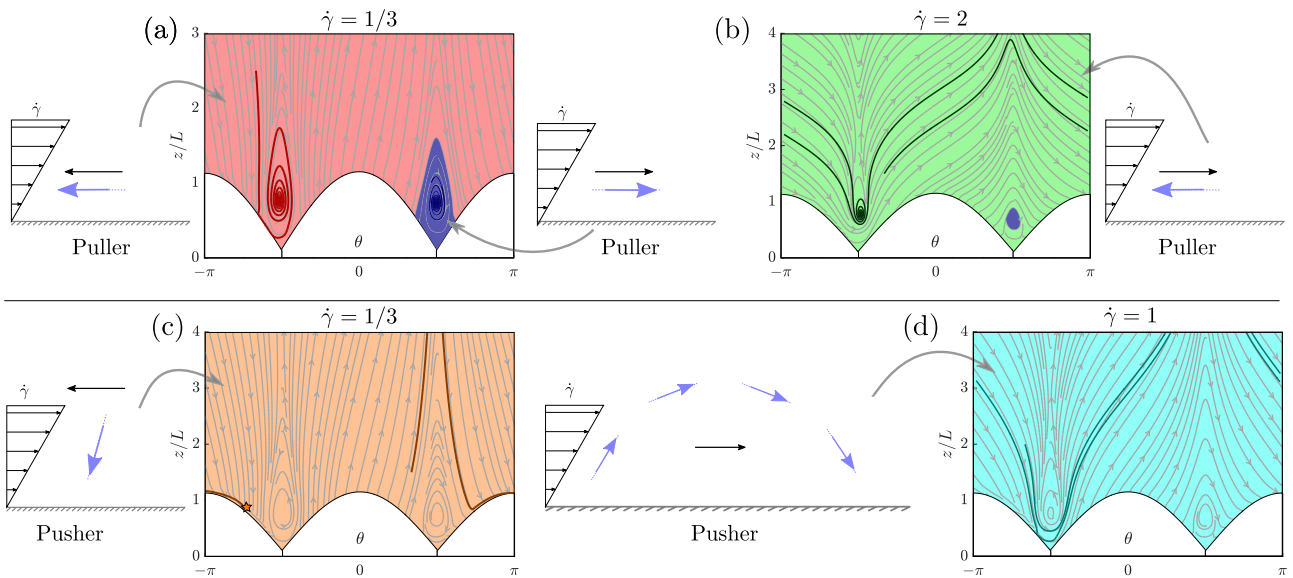 (a)
γ̇ = 1/3
γ̇
Puller
z/L
3
2
1
0
−π
0
π
θ
γ̇
Puller
(b)
γ̇ = 2
z/L
4
3
2
1
0
−π
0
π
θ
γ̇
Puller
(c)
γ̇ = 1/3
γ̇
Pusher
z/L
4
3
2
1
0
−π
0
π
θ
γ̇
Pusher
(d)
γ̇ = 1
z/L
4
3
2
1
0
−π
0
π
θ